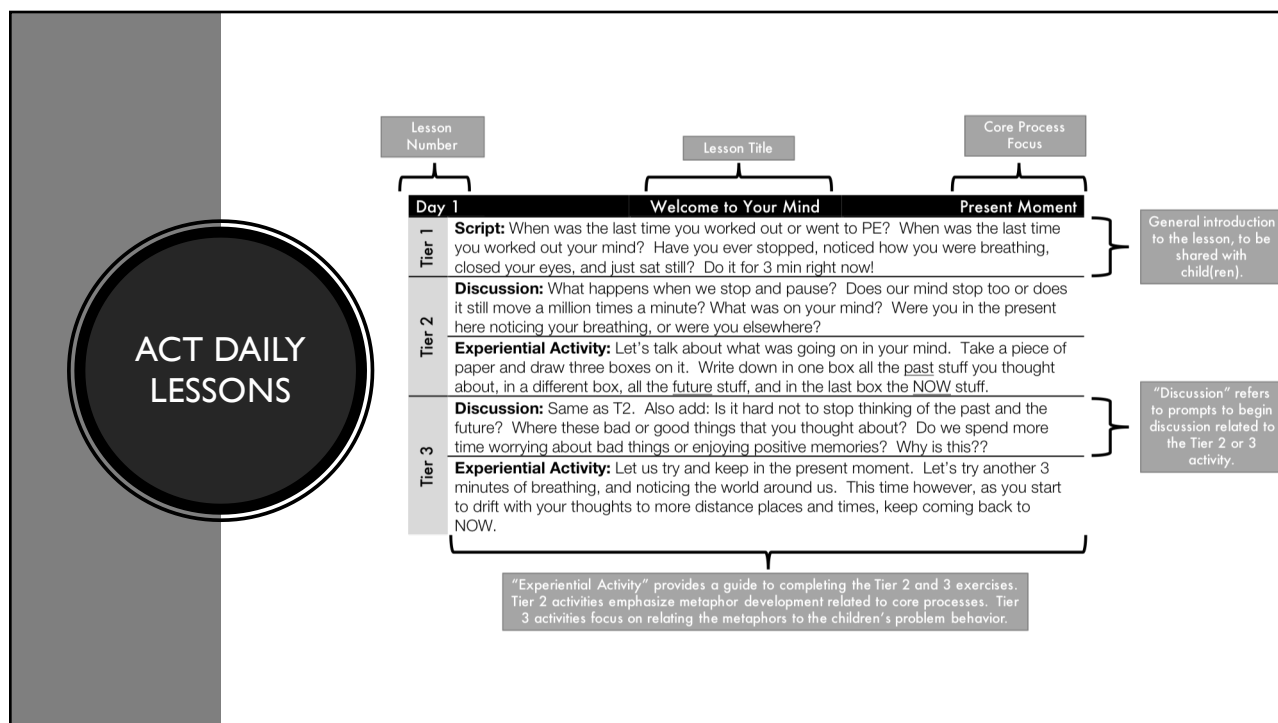 ACT DAILY
LESSONS
Lesson
Number
Lesson Title
Core Process
Focus
Day 1 Welcome to Your Mind Present Moment
Tier 1
Script: When was the last time you worked out or went to PE? When was the last time
you worked out your mind? Have you ever stopped, noticed how you were breathing,
closed your eyes, and just sat still? Do it for 3 min right now!
General introduction
to the lesson, to be
shared with
child(ren).
Tier 2
Discussion: What happens when we stop and pause? Does our mind stop too or does
it still move a million times a minute? What was on your mind? Were you in the present
here noticing your breathing, or were you elsewhere?
Experiential Activity: Let's talk about what was going on in your mind. Take a piece of
paper and draw three boxes on it. Write down in one box all the past stuff you thought
about, in a different box, all the future stuff, and in the last box the NOW stuff.
Tier 3
Discussion: Same as T2. Also add: Is it hard not to stop thinking of the past and the
future? Where these bad or good things that you thought about? Do we spend more
time worrying about bad things or enjoying positive memories? Why is this??
"Discussion" refers
to prompts to begin
discussion related to
the Tier 2 or 3
activity.
Experiential Activity: Let us try and keep in the present moment. Let's try another 3
minutes of breathing, and noticing the world around us. This time however, as you start
to drift with your thoughts to more distance places and times, keep coming back to
NOW.
"Experiential Activity" provides a guide to completing the Tier 2 and 3 exercises.
Tier 2 activities emphasize metaphor development related to core processes. Tier
3 activities focus on relating the metaphors to the children's problem behavior.